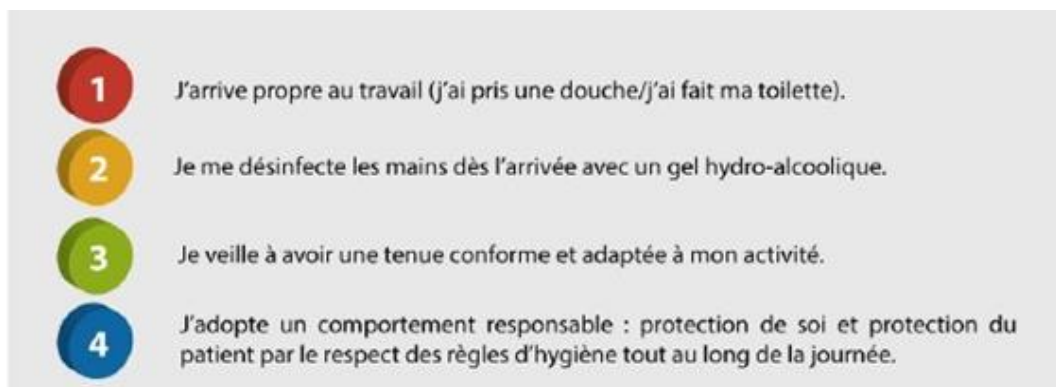 1 J'arrive propre au travail (j'ai pris une douche/j'ai fait ma toilette).
2 Je me désinfecte les mains dès l'arrivée avec un gel hydro-alcoolique.
3 Je veille à avoir une tenue conforme et adaptée à mon activité.
4 J'adopte un comportement responsable : protection de soi et protection du
patient par le respect des règles d'hygiène tout au long de la journée.